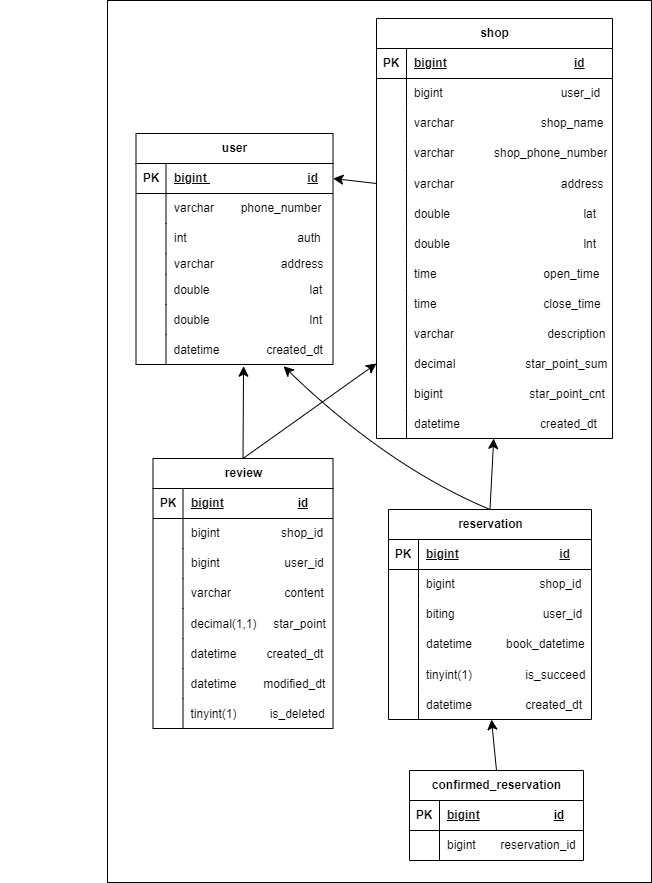 shop
PK bigint id
bigint user_id
varchar shop_name
varchar shop_phone_number
varchar address
double lat
double lnt
time open_time
time close_time
varchar description
decimal star_point_sum
bigint star_point_cnt
datetime created_dt
user
PK bigint id
varchar phone_number
int auth
varchar address
double lat
double lnt
datetime created_dt
review
PK bigint id
bigint shop_id
bigint user_id
varchar content
decimal(1,1) star_point
datetime created_dt
datetime modified_dt
tinyint(1) is_deleted
reservation
PK bigint id
bigint shop_id
biting user_id
datetime book_datetime
tinyint(1) is_succeed
datetime created_dt
confirmed_reservation
PK bigint id
bigint reservation_id